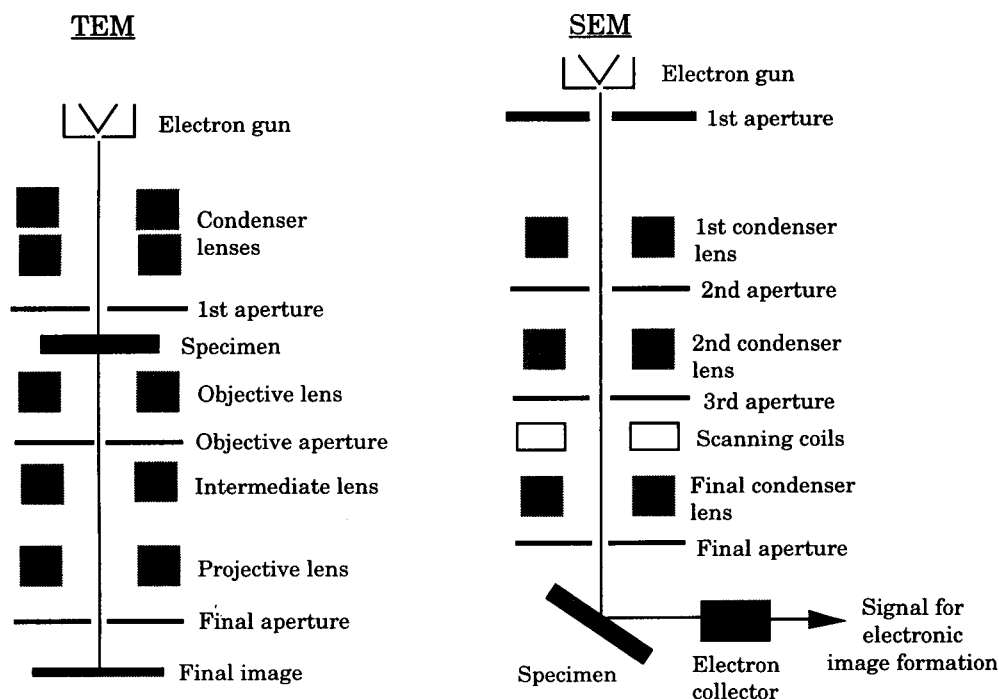 TEM
Electron gun
Condenser
lenses
1st aperture
Specimen
Objective lens
Objective aperture
Intermediate lens
Projective lens
Final aperture
Final image
SEM
Electron gun
1st aperture
1st condenser
lens
2nd aperture
2nd condenser
lens
3rd aperture
Scanning coils
Final condenser
lens
Final aperture
Specimen
Electron
collector
Signal for
electronic
image formation